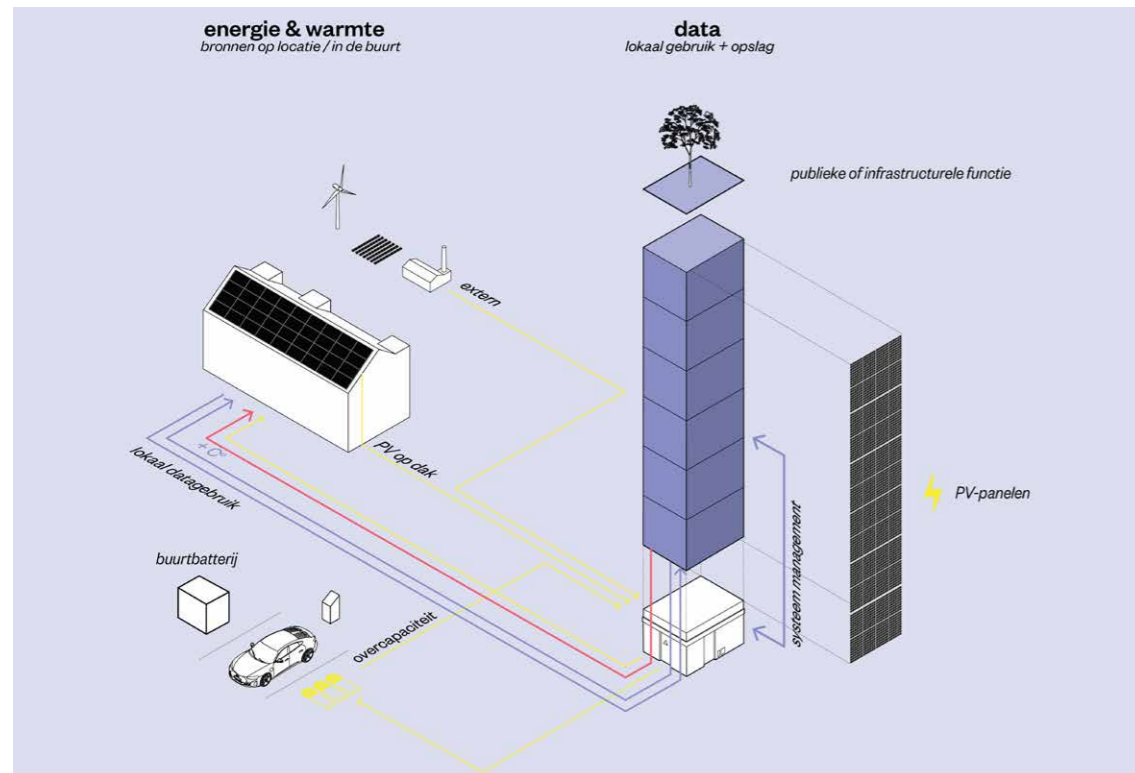 energie & warmte
bronnen op locatie / in de buurt
data
lokaal gebruik + opslag
publieke of infrastructurele functie
extern
PV op dak
+C°
lokaal datagebruik
systeem management
PV-panelen
buurtbatterij
overcapaciteit